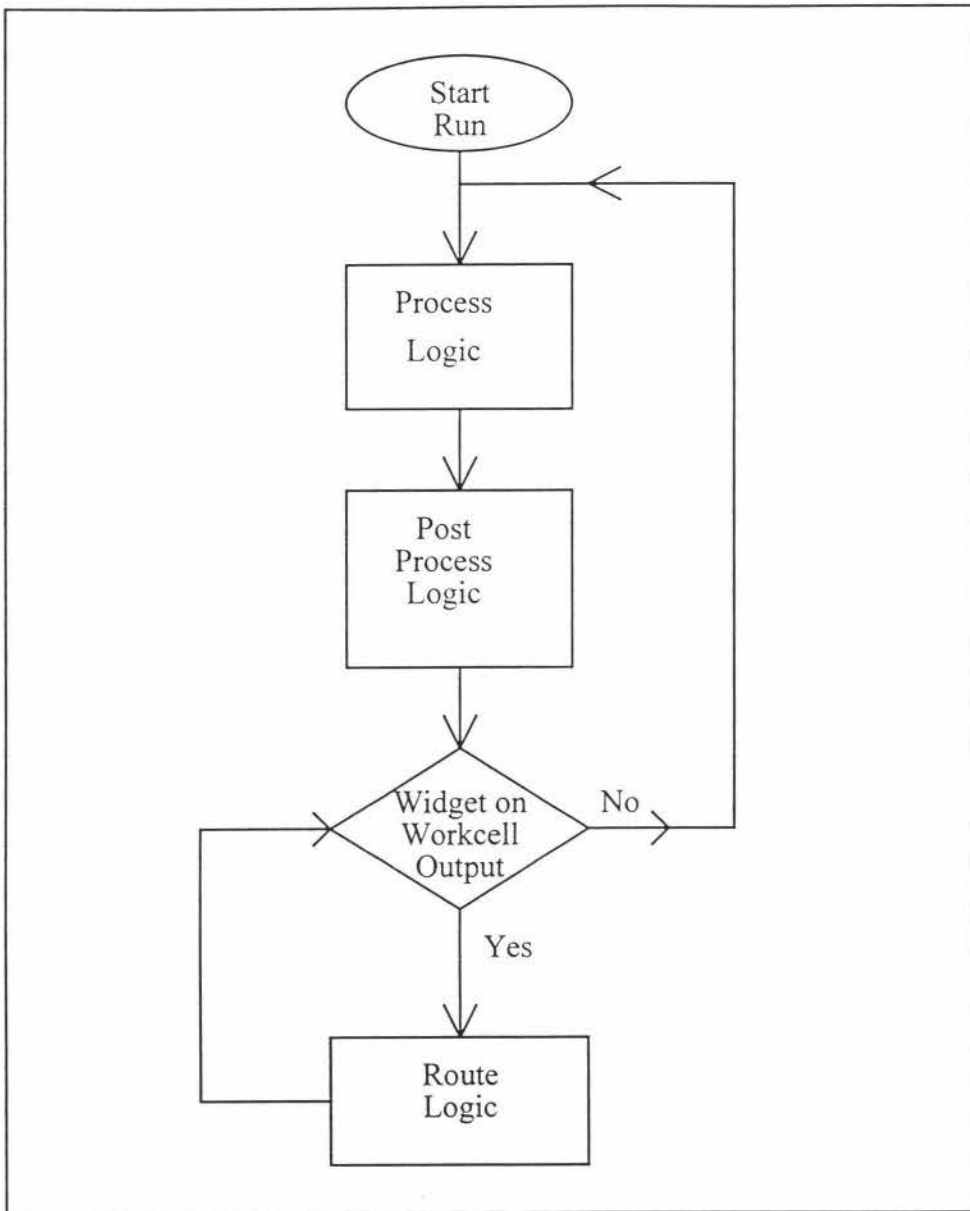 Start
Run
Process
Logic
Post
Process
Logic
Widget on
Workcell
Output
No
Yes
Route
Logic